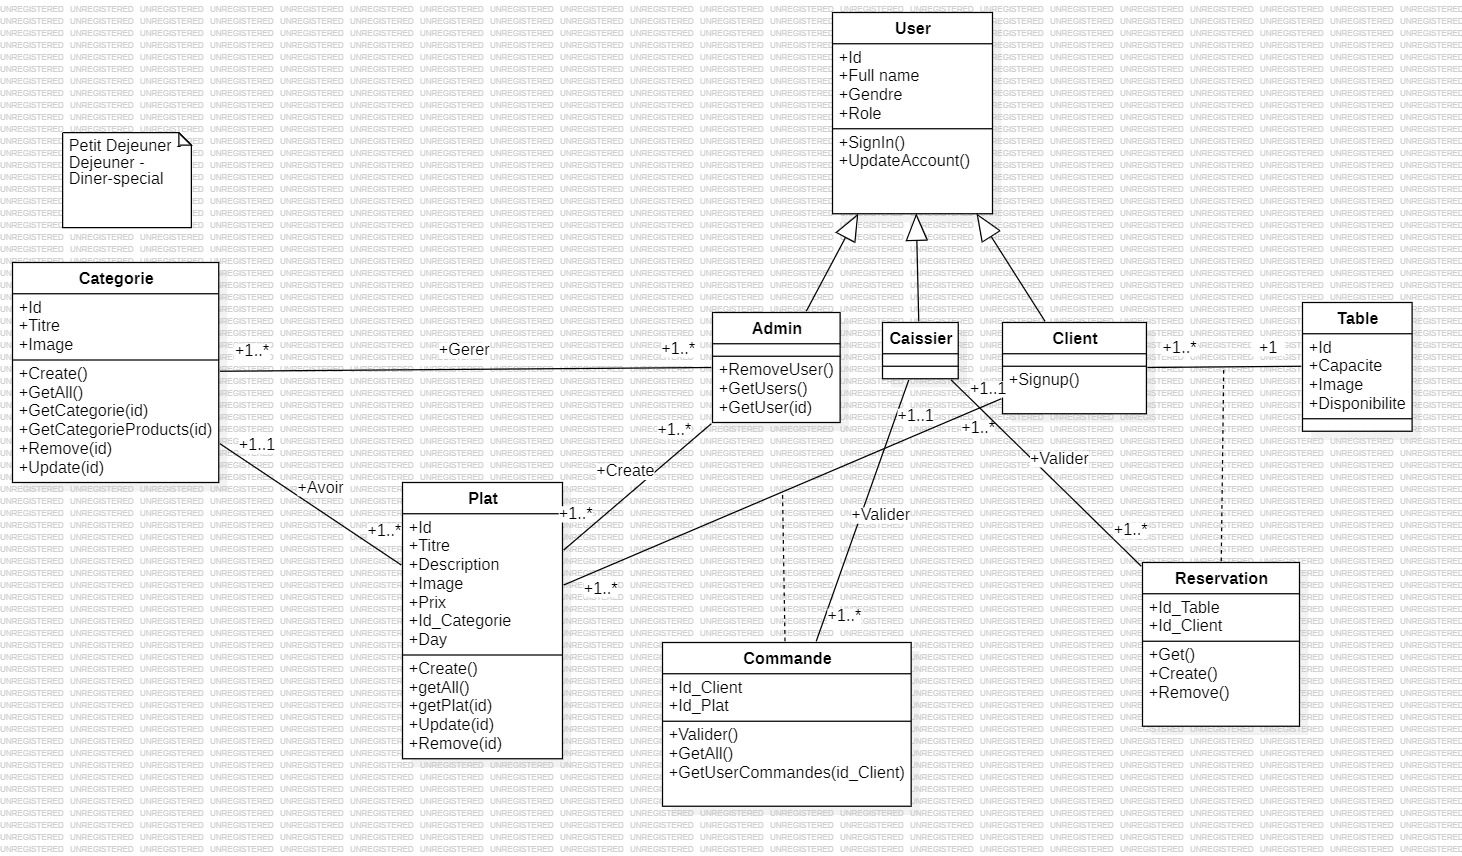 User
+Id
+Full name
+Gendre
+Role
+SignIn()
+UpdateAccount()
Petit Dejeuner
Dejeuner -
Diner-special
Categorie
+Id
+Titre
+Image
+Create()
+GetAll()
+GetCategorie(id)
+GetCategorieProducts(id)
+Remove(id)
+Update(id)
+1..*
+Gerer
+1..*
Admin
+RemoveUser()
+GetUsers()
+GetUser(id)
Caissier
Client
+Signup()
+1..*
+1
Table
+Id
+Capacite
+Image
+Disponibilite
+1..1
+Avoir
+1..*
+1..*
+Create
+1..*
+1..1
+1..1
+1..*
+Valider
+Valider
+1..*
+1..*
+1..*
Plat
+Id
+Titre
+Description
+Image
+Prix
+Id_Categorie
+Day
+Create()
+getAll()
+getPlat(id)
+Update(id)
+Remove(id)
Commande
+Id_Client
+Id_Plat
+Valider()
+GetAll()
+GetUserCommandes(id_Client)
Reservation
+Id_Table
+Id_Client
+Get()
+Create()
+Remove()
UNREGISTERED